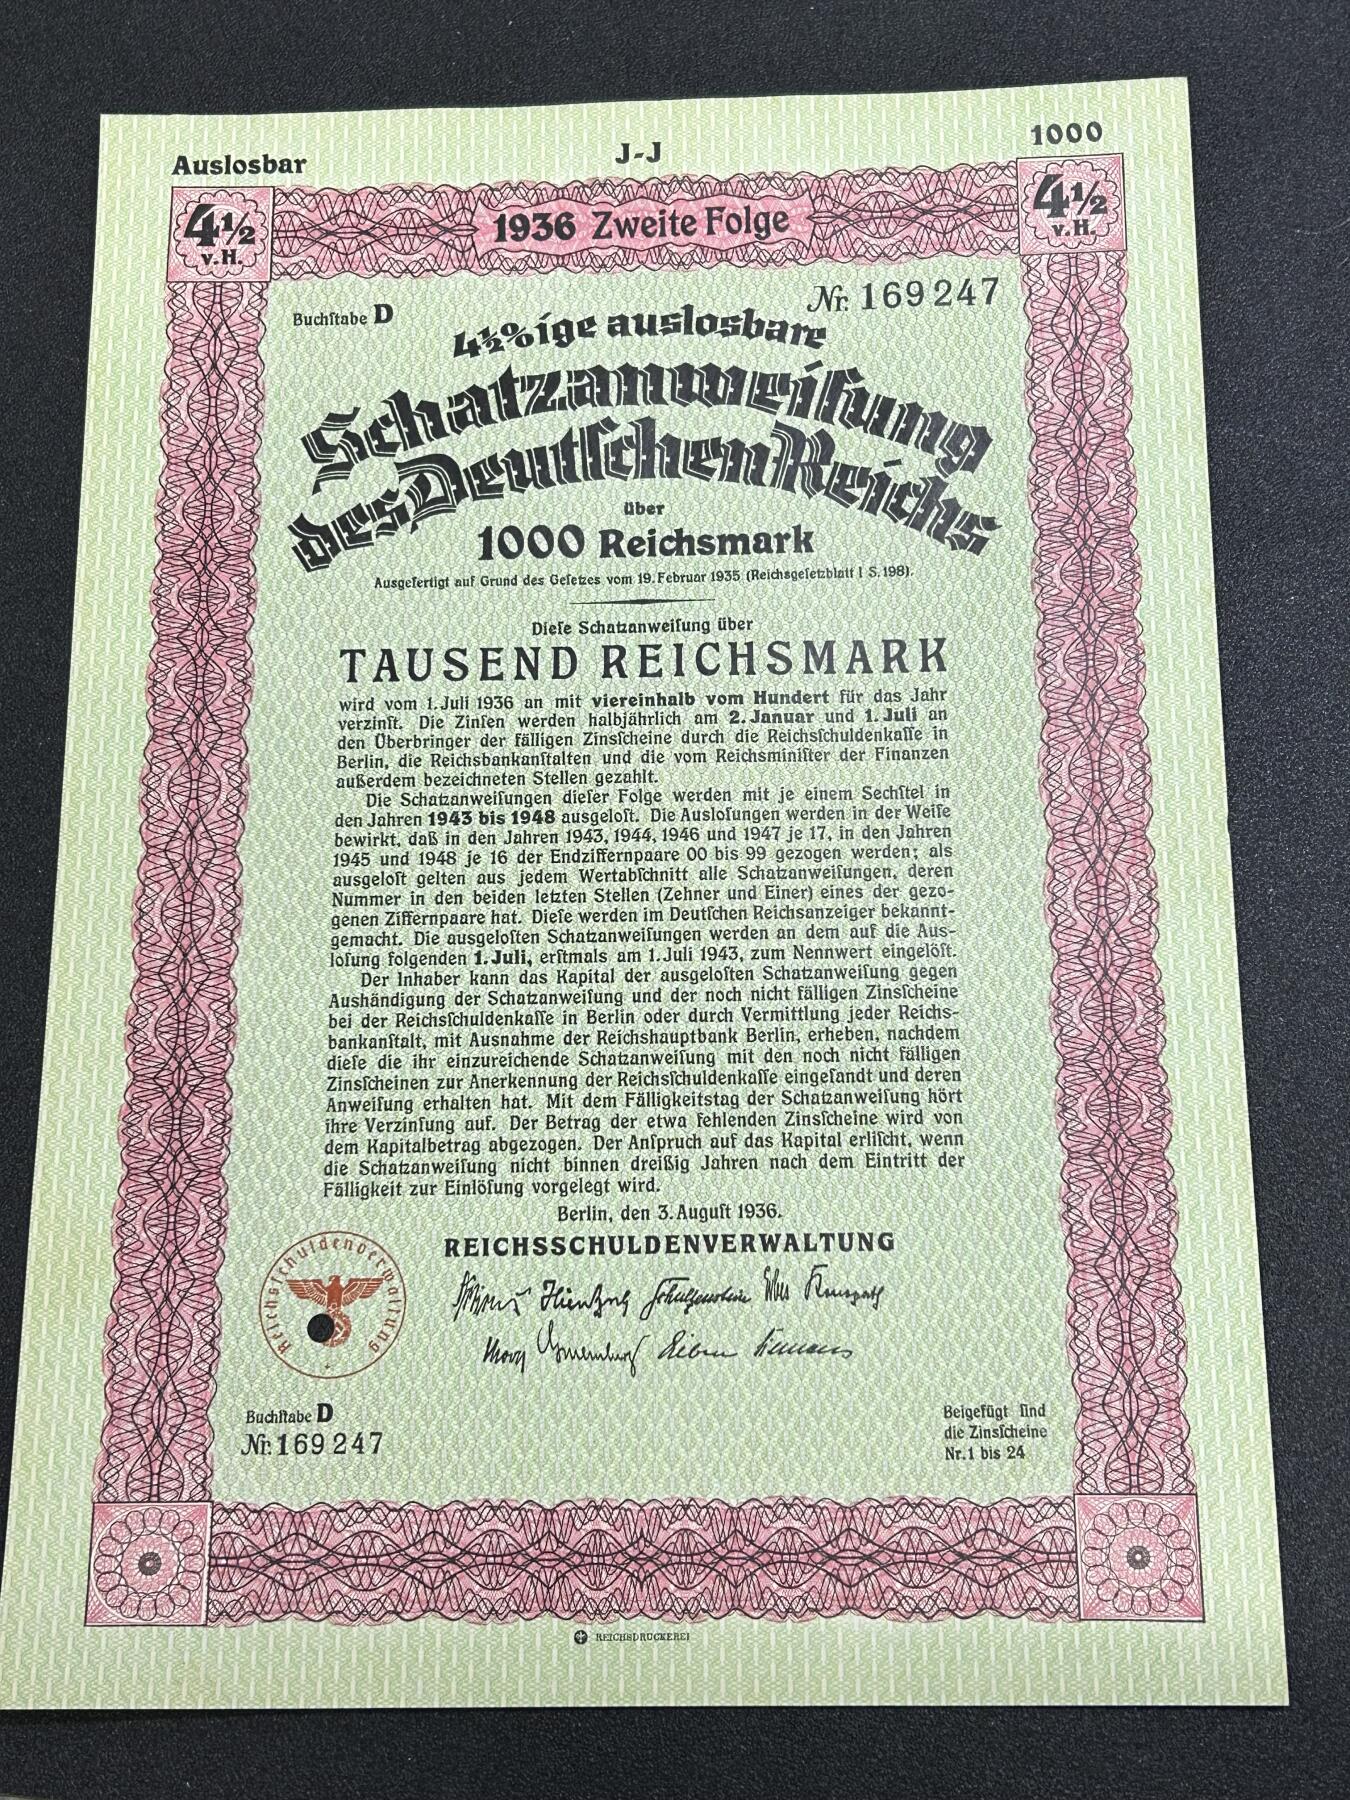 Auslosbar
J-J
1000
4½
v.H.
1936 Zweite Folge
4½
v.H.
Buchſtabe D
Nr. 169247
4½%ige auslosbare
Schatzanweiſung
des Deutſchen Reichs
über
1000 Reichsmark
Ausgefertigt auf Grund des Geſetzes vom 19. Februar 1935 (Reichsgeſetzblatt I S. 198).
Dieſe Schatzanweiſung über
TAUSEND REICHSMARK
wird vom 1. Juli 1936 an mit viereinhalb vom Hundert für das Jahr
verzinſt. Die Zinſen werden halbjährlich am 2. Januar und 1. Juli an
den Überbringer der fälligen Zinsſcheine durch die Reichsſchuldenkaſſe in
Berlin, die Reichsbankanſtalten und die vom Reichsminiſter der Finanzen
außerdem bezeichneten Stellen gezahlt.
Die Schatzanweiſungen dieſer Folge werden mit je einem Sechſtel in
den Jahren 1943 bis 1948 ausgeloſt. Die Ausloſungen werden in der Weiſe
bewirkt, daß in den Jahren 1943, 1944, 1946 und 1947 je 17, in den Jahren
1945 und 1948 je 16 der Endziffernpaare 00 bis 99 gezogen werden; als
ausgeloſt gelten aus jedem Wertabſchnitt alle Schatzanweiſungen, deren
Nummer in den beiden letzten Stellen (Zehner und Einer) eines der gezo-
genen Ziffernpaare hat. Dieſe werden im Deutſchen Reichsanzeiger bekannt-
gemacht. Die ausgeloſten Schatzanweiſungen werden an dem auf die Aus-
loſung folgenden 1. Juli, erſtmals am 1. Juli 1943, zum Nennwert eingelöſt.
Der Inhaber kann das Kapital der ausgeloſten Schatzanweiſung gegen
Aushändigung der Schatzanweiſung und der noch nicht fälligen Zinsſcheine
bei der Reichsſchuldenkaſſe in Berlin oder durch Vermittlung jeder Reichs-
bankanſtalt, mit Ausnahme der Reichshauptbank Berlin, erheben, nachdem
dieſe die ihr einzureichende Schatzanweiſung mit den noch nicht fälligen
Zinsſcheinen zur Anerkennung der Reichsſchuldenkaſſe eingeſandt und deren
Anweiſung erhalten hat. Mit dem Fälligkeitstag der Schatzanweiſung hört
ihre Verzinſung auf. Der Betrag der etwa fehlenden Zinsſcheine wird von
dem Kapitalbetrag abgezogen. Der Anſpruch auf das Kapital erliſcht, wenn
die Schatzanweiſung nicht binnen dreißig Jahren nach dem Eintritt der
Fälligkeit zur Einlöſung vorgelegt wird.
Berlin, den 3. Auguſt 1936.
REICHSSCHULDENVERWALTUNG
Reichsſchuldenverwaltung
Buchſtabe D
Nr. 169247
Beigefügt ſind
die Zinsſcheine
Nr. 1 bis 24
REICHSDRUCKEREI